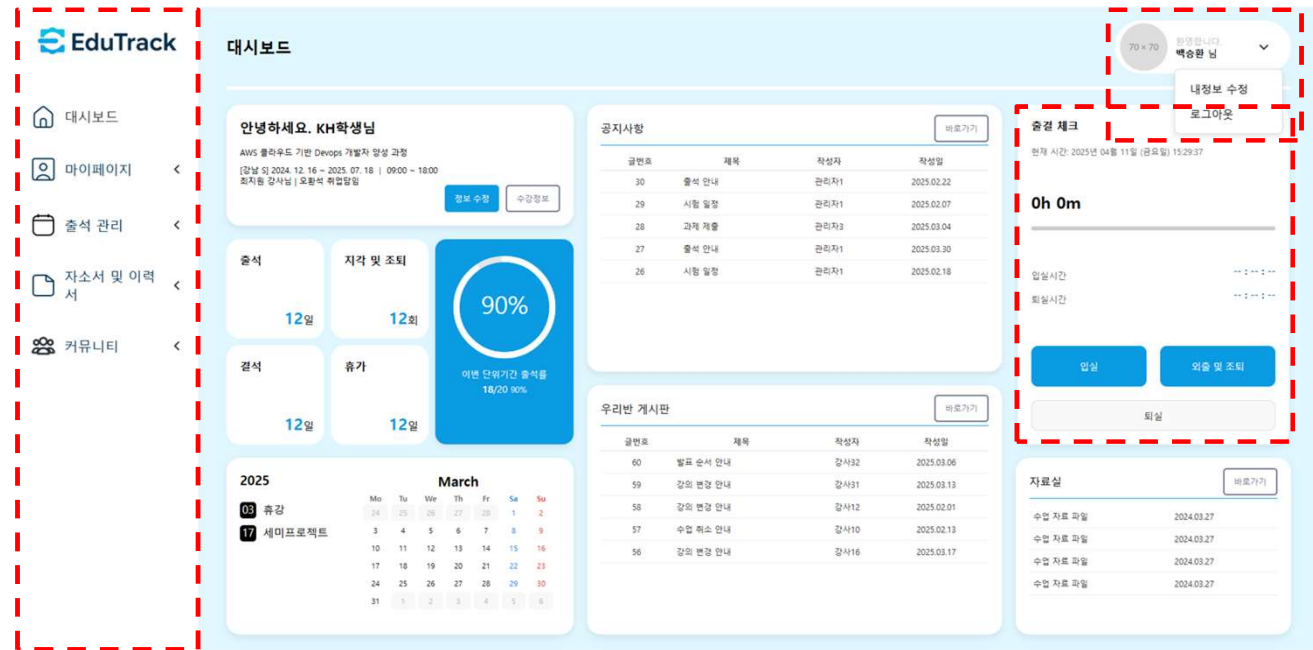 EduTrack
대시보드
마이페이지
출석 관리
자소서 및 이력
서
커뮤니티
대시보드
70 × 70
환영합니다.
백승환 님
내정보 수정
로그아웃
안녕하세요. KH학생님
AWS 클라우드 기반 Devops 개발자 양성 과정
[강남 S] 2024. 12. 16 ~ 2025. 07. 18 | 09:00 ~ 18:00
최지원 강사님 | 오황석 취업담임
정보 수정
수강정보
출석
12일
지각 및 조퇴
12회
결석
12일
휴가
12일
90%
이번 단위기간 출석률
18/20 90%
2025
March
03 휴강
17 세미프로젝트
Mo Tu We Th Fr Sa Su
24 25 26 27 28 1 2
3 4 5 6 7 8 9
10 11 12 13 14 15 16
17 18 19 20 21 22 23
24 25 26 27 28 29 30
31 1 2 3 4 5 6
공지사항
바로가기
글번호 제목 작성자 작성일
30 출석 안내 관리자1 2025.02.22
29 시험 일정 관리자1 2025.02.07
28 과제 제출 관리자3 2025.03.04
27 출석 안내 관리자1 2025.03.30
26 시험 일정 관리자1 2025.02.18
우리반 게시판
바로가기
글번호 제목 작성자 작성일
60 발표 순서 안내 강사32 2025.03.06
59 강의 변경 안내 강사31 2025.03.13
58 강의 변경 안내 강사12 2025.02.01
57 수업 취소 안내 강사10 2025.02.13
56 강의 변경 안내 강사16 2025.03.17
출결 체크
현재 시간: 2025년 04월 11일 (금요일) 15:29:37
0h 0m
입실시간 --:--:--
퇴실시간 --:--:--
입실
외출 및 조퇴
퇴실
자료실
바로가기
수업 자료 파일 2024.03.27
수업 자료 파일 2024.03.27
수업 자료 파일 2024.03.27
수업 자료 파일 2024.03.27